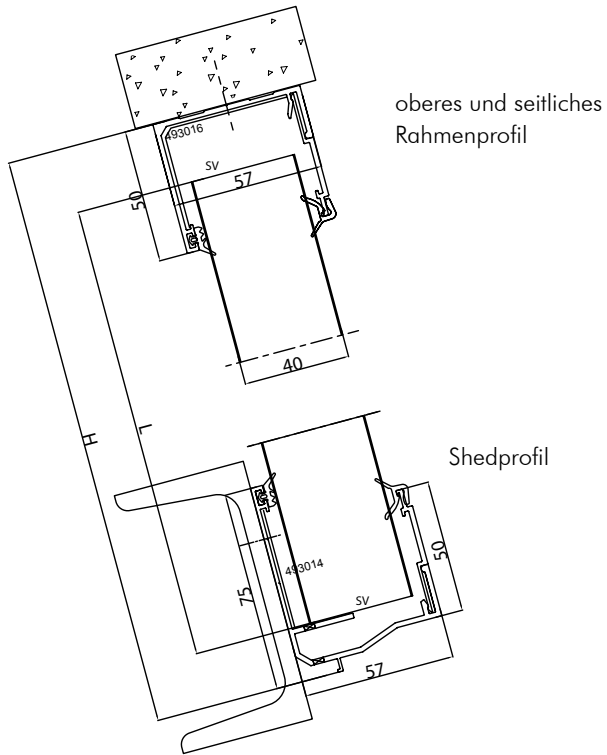 oberes und seitliches
Rahmenprofil
493016
SV
57
50
40
H
L
Shedprofil
75
493014
SV
50
57